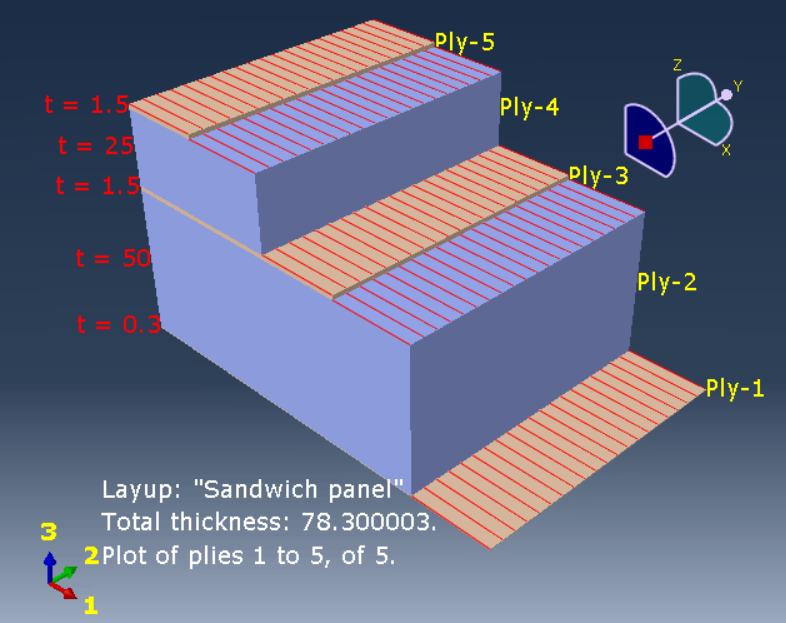 Ply-5
t = 1.5
Ply-4
t = 25
Ply-3
t = 1.5
t = 50
Ply-2
t = 0.3
Ply-1
Z
Y
X
Layup: "Sandwich panel"
Total thickness: 78.300003.
Plot of plies 1 to 5, of 5.
3
2
1